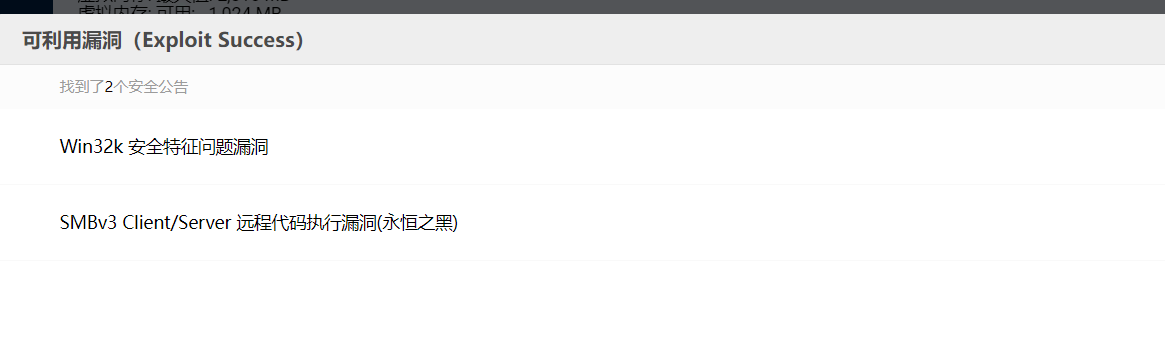 虚拟内存: 可用: 1,024 MB
可利用漏洞（Exploit Success）
找到了2个安全公告
Win32k 安全特征问题漏洞
SMBv3 Client/Server 远程代码执行漏洞(永恒之黑)